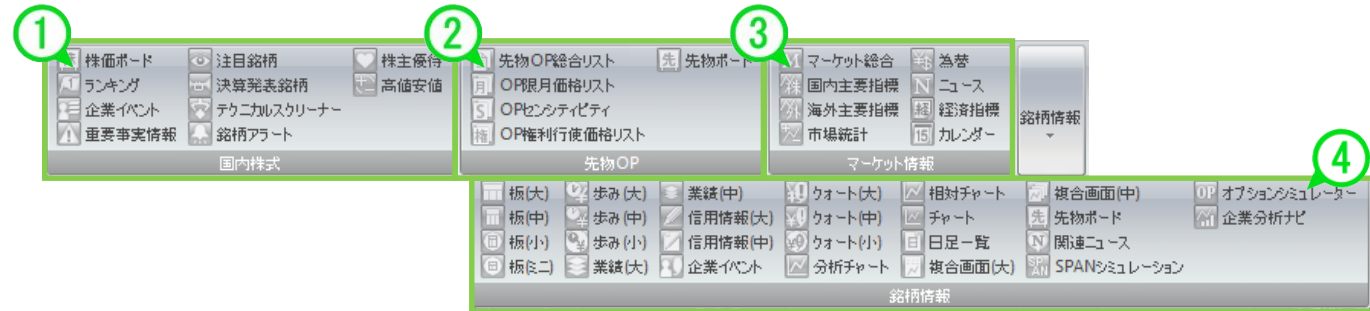 ① ② ③
株価ボード 注目銘柄 株主優待
ランキング 決算発表銘柄 高値安値
企業イベント テクニカルスクリーナー
重要事実情報 銘柄アラート
国内株式
先物OP総合リスト 先物ボード
OP限月価格リスト
OPセンシティビティ
OP権利行使価格リスト
先物OP
マーケット総合 為替
国内主要指標 ニュース
海外主要指標 経済指標
市場統計 カレンダー
マーケット情報
銘柄情報
④
板(大) 歩み(大) 業績(中) クォート(大) 相対チャート 複合画面(中) オプションシミュレーター
板(中) 歩み(中) 信用情報(大) クォート(中) チャート 先物ボード 企業分析ナビ
板(小) 歩み(小) 信用情報(中) クォート(小) 日足一覧 関連ニュース
板(ミニ) 業績(大) 企業イベント 分析チャート 複合画面(大) SPANシミュレーション
銘柄情報